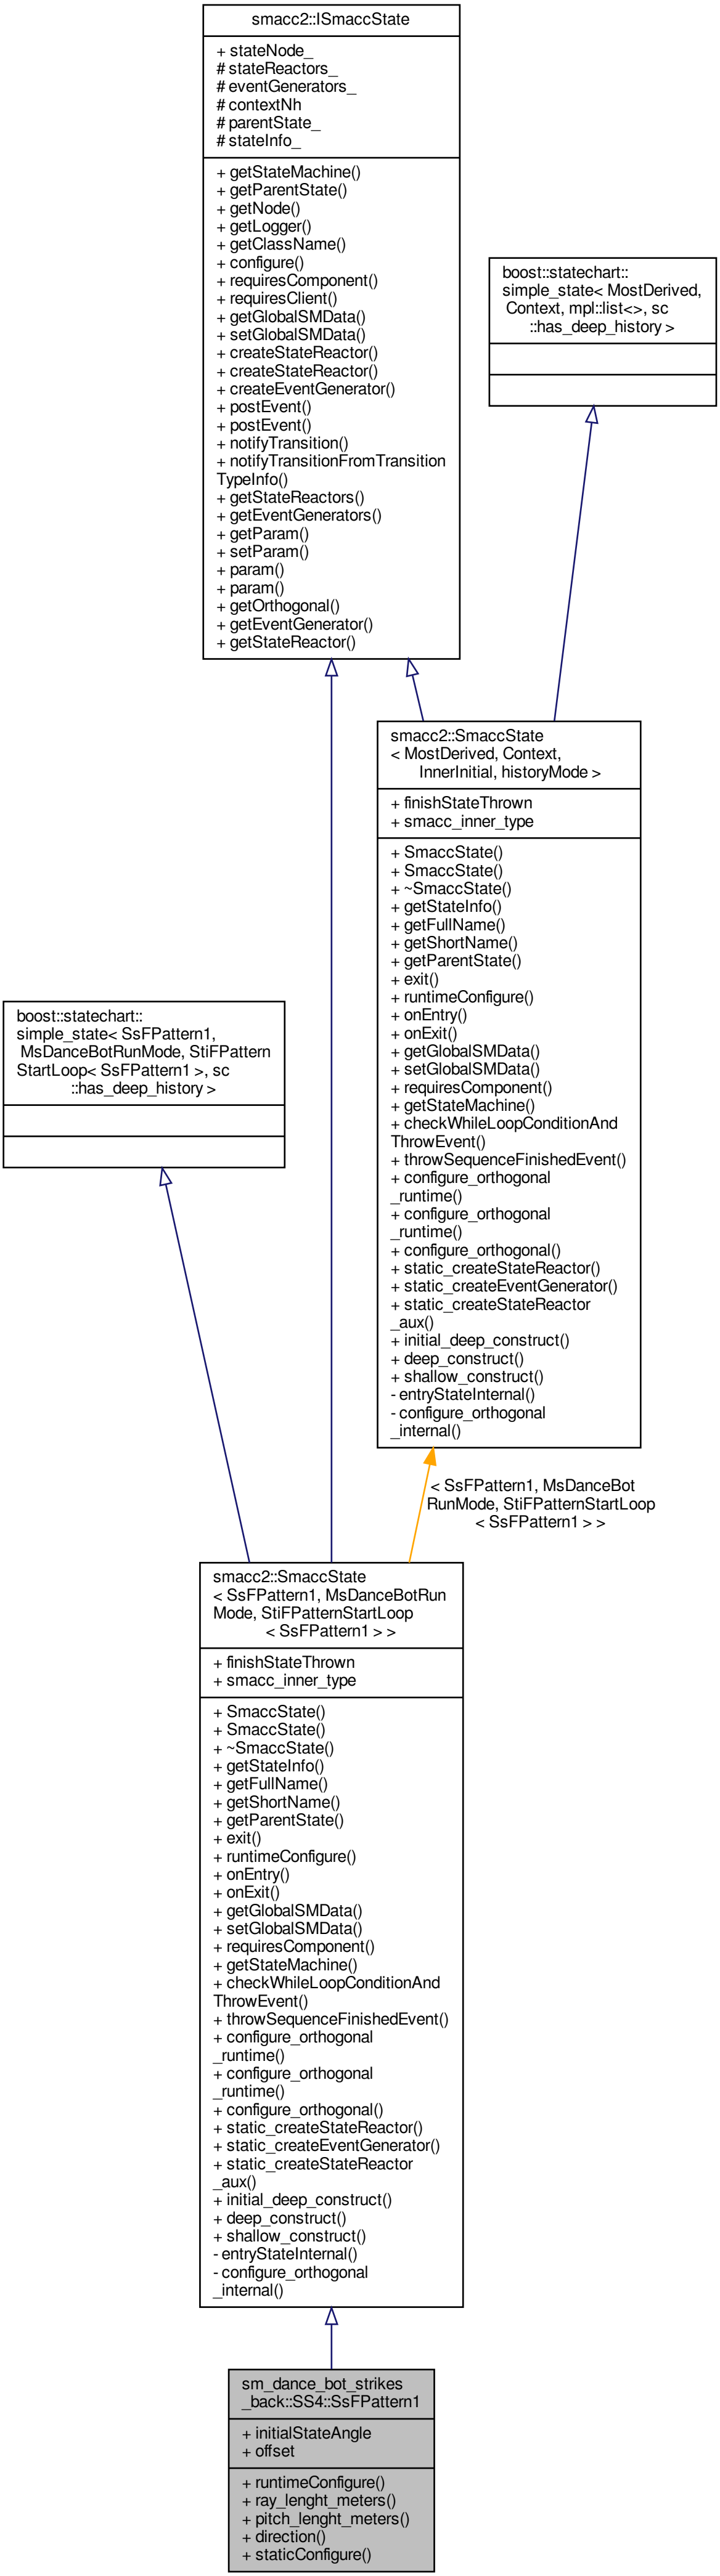 smacc2::ISmaccState
+ stateNode_
# stateReactors_
# eventGenerators_
# contextNh
# parentState_
# stateInfo_
+ getStateMachine()
+ getParentState()
+ getNode()
+ getLogger()
+ getClassName()
+ configure()
+ requiresComponent()
+ requiresClient()
+ getGlobalSMData()
+ setGlobalSMData()
+ createStateReactor()
+ createStateReactor()
+ createEventGenerator()
+ postEvent()
+ postEvent()
+ notifyTransition()
+ notifyTransitionFromTransition
TypeInfo()
+ getStateReactors()
+ getEventGenerators()
+ getParam()
+ setParam()
+ param()
+ param()
+ getOrthogonal()
+ getEventGenerator()
+ getStateReactor()
boost::statechart::
simple_state< MostDerived,
Context, mpl::list<>, sc
::has_deep_history >
smacc2::SmaccState
< MostDerived, Context,
InnerInitial, historyMode >
+ finishStateThrown
+ smacc_inner_type
+ SmaccState()
+ SmaccState()
+ ~SmaccState()
+ getStateInfo()
+ getFullName()
+ getShortName()
+ getParentState()
+ exit()
+ runtimeConfigure()
+ onEntry()
+ onExit()
+ getGlobalSMData()
+ setGlobalSMData()
+ requiresComponent()
+ getStateMachine()
+ checkWhileLoopConditionAnd
ThrowEvent()
+ throwSequenceFinishedEvent()
+ configure_orthogonal
_runtime()
+ configure_orthogonal
_runtime()
+ configure_orthogonal()
+ static_createStateReactor()
+ static_createEventGenerator()
+ static_createStateReactor
_aux()
+ initial_deep_construct()
+ deep_construct()
+ shallow_construct()
- entryStateInternal()
- configure_orthogonal
_internal()
boost::statechart::
simple_state< SsFPattern1,
MsDanceBotRunMode, StiFPattern
StartLoop< SsFPattern1 >, sc
::has_deep_history >
< SsFPattern1, MsDanceBot
RunMode, StiFPatternStartLoop
< SsFPattern1 > >
smacc2::SmaccState
< SsFPattern1, MsDanceBotRun
Mode, StiFPatternStartLoop
< SsFPattern1 > >
+ finishStateThrown
+ smacc_inner_type
+ SmaccState()
+ SmaccState()
+ ~SmaccState()
+ getStateInfo()
+ getFullName()
+ getShortName()
+ getParentState()
+ exit()
+ runtimeConfigure()
+ onEntry()
+ onExit()
+ getGlobalSMData()
+ setGlobalSMData()
+ requiresComponent()
+ getStateMachine()
+ checkWhileLoopConditionAnd
ThrowEvent()
+ throwSequenceFinishedEvent()
+ configure_orthogonal
_runtime()
+ configure_orthogonal
_runtime()
+ configure_orthogonal()
+ static_createStateReactor()
+ static_createEventGenerator()
+ static_createStateReactor
_aux()
+ initial_deep_construct()
+ deep_construct()
+ shallow_construct()
- entryStateInternal()
- configure_orthogonal
_internal()
sm_dance_bot_strikes
_back::SS4::SsFPattern1
+ initialStateAngle
+ offset
+ runtimeConfigure()
+ ray_lenght_meters()
+ pitch_lenght_meters()
+ direction()
+ staticConfigure()